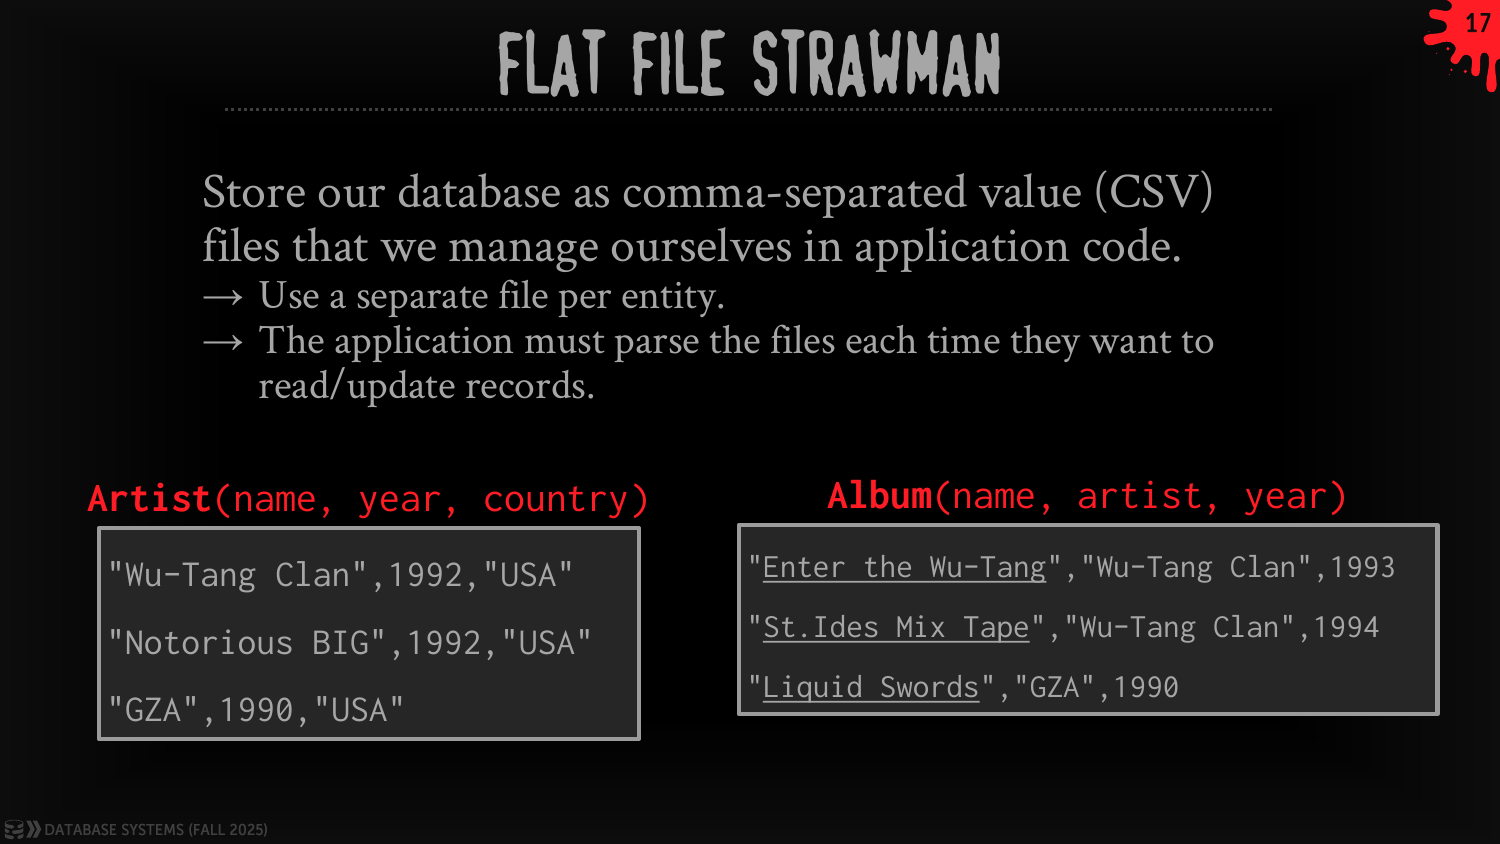 17
FLAT FILE STRAWMAN
Store our database as comma-separated value (CSV)
files that we manage ourselves in application code.
→ Use a separate file per entity.
→ The application must parse the files each time they want to
read/update records.
Artist(name, year, country)
"Wu-Tang Clan",1992,"USA"
"Notorious BIG",1992,"USA"
"GZA",1990,"USA"
Album(name, artist, year)
"Enter the Wu-Tang","Wu-Tang Clan",1993
"St.Ides Mix Tape","Wu-Tang Clan",1994
"Liquid Swords","GZA",1990
DATABASE SYSTEMS (FALL 2025)